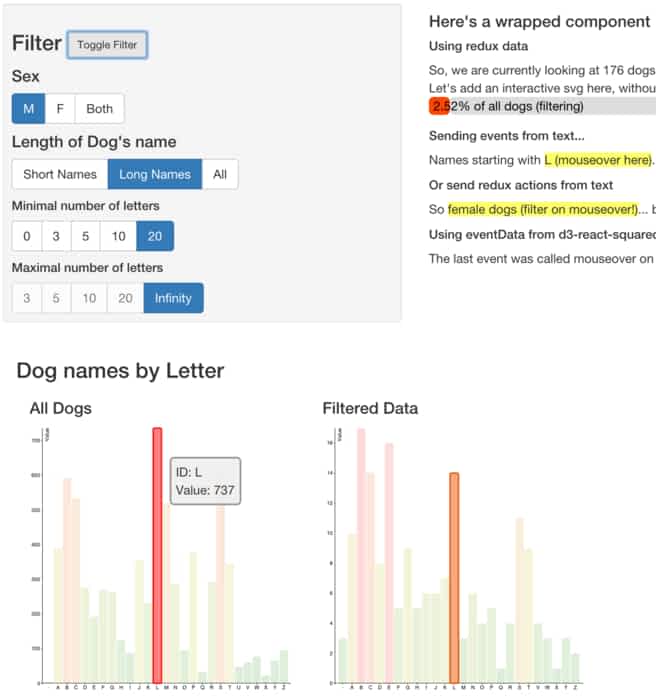 Filter Toggle Filter
Sex
M F Both
Length of Dog's name
Short Names Long Names All
Minimal number of letters
0 3 5 10 20
Maximal number of letters
3 5 10 20 Infinity
Here's a wrapped component
Using redux data
So, we are currently looking at 176 dogs
Let's add an interactive svg here, withou
2.52% of all dogs (filtering)
Sending events from text...
Names starting with L (mouseover here).
Or send redux actions from text
So female dogs (filter on mouseover!)... b
Using eventData from d3-react-squared
The last event was called mouseover on
Dog names by Letter
All Dogs
Value
700
600
500
400
300
200
100
0
ID: L
Value: 737
- A B C D E F G H I J K L M N O P Q R S T U V W X Y Z
Filtered Data
Value
16
14
12
10
8
6
4
2
0